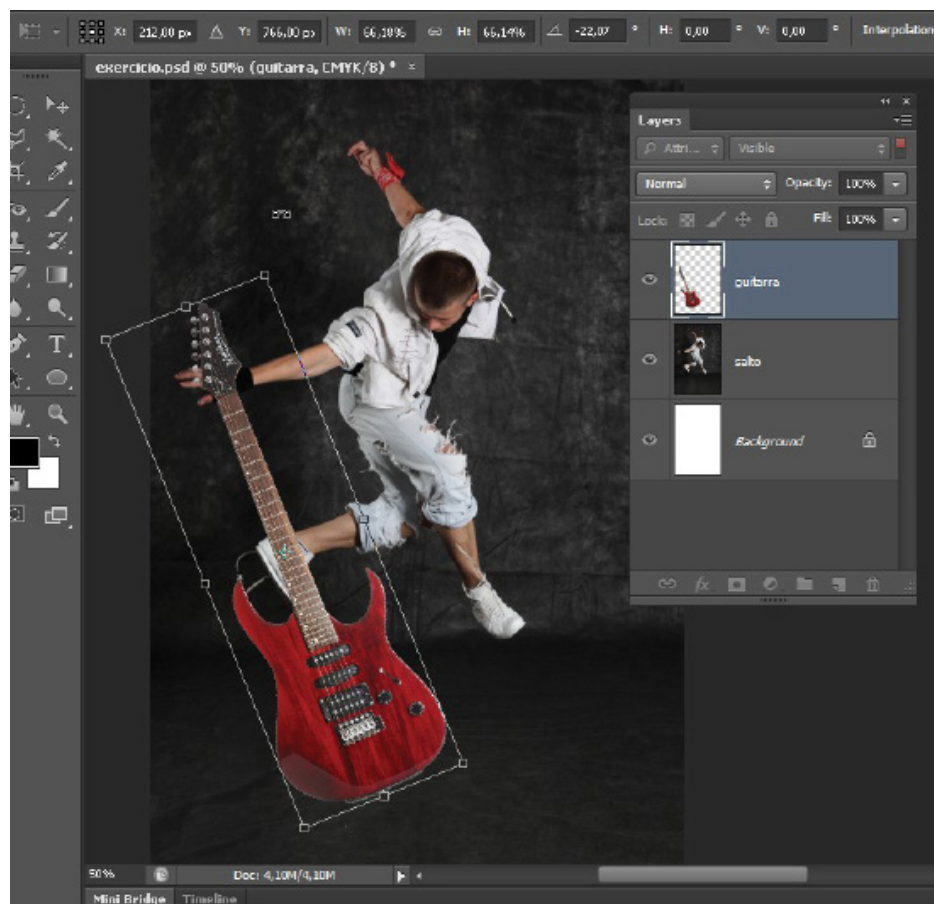 X: 212,00 px Y: 766,00 px W: 66,18% H: 66,14% -22,07 ° H: 0,00 ° V: 0,00 ° Interpolation
exercicio.psd @ 50% (guitarra, CMYK/8) * ×
Layers
Attri... Visible
Normal Opacity: 100%
Lock: Fill: 100%
guitarra
salto
Background
T
fx
50% Doc: 4,10M/4,10M
Mini Bridge Timeline